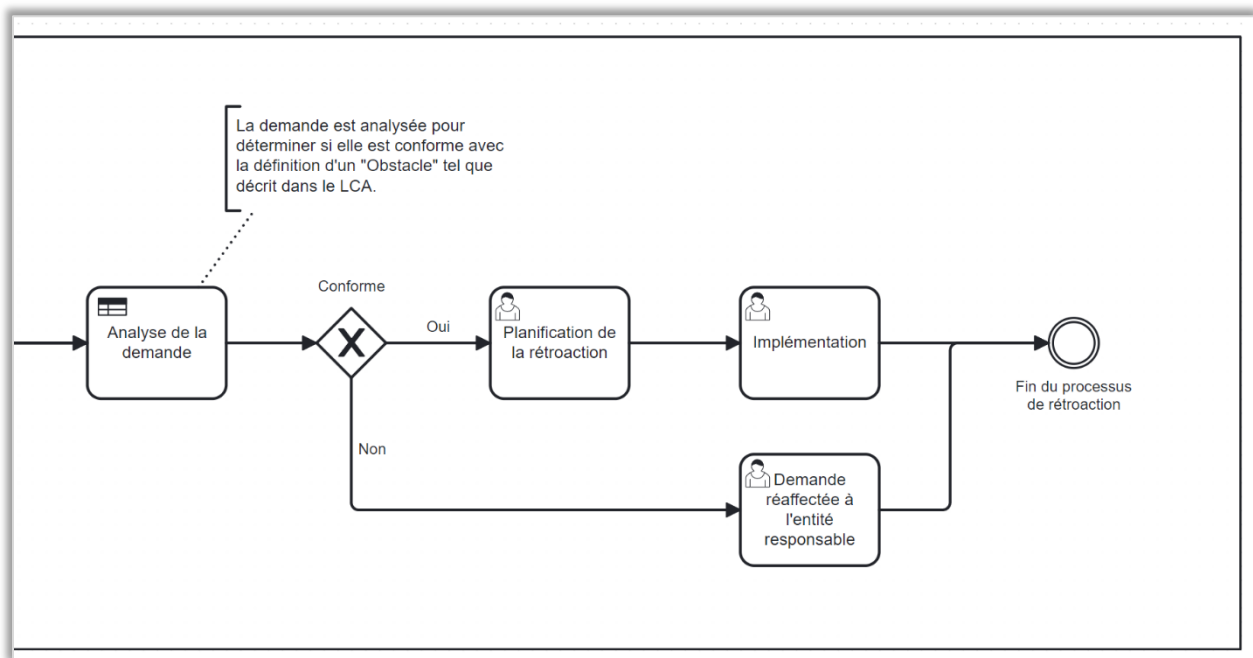 La demande est analysée pour
déterminer si elle est conforme avec
la définition d'un "Obstacle" tel que
décrit dans le LCA.
Conforme
Analyse de la
demande
Oui
Planification de
la rétroaction
Implémentation
Fin du processus
de rétroaction
Non
Demande
réaffectée à
l'entité
responsable